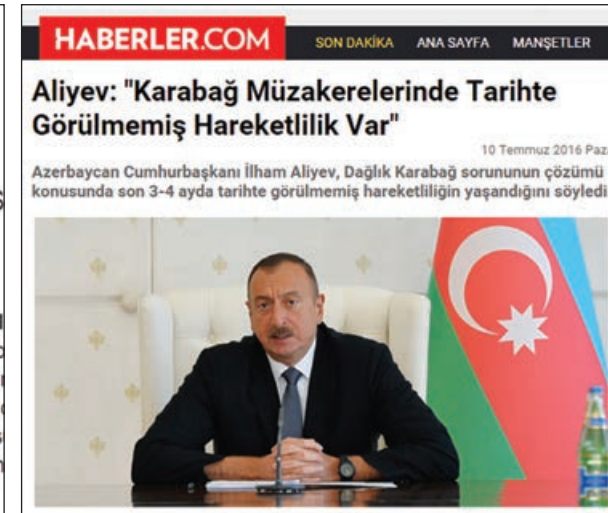 HABERLER.COM
SON DAKİKA ANA SAYFA MANŞETLER
Aliyev: "Karabağ Müzakerelerinde Tarihte
Görülmemiş Hareketlilik Var"
10 Temmuz 2016
Azerbaycan Cumhurbaşkanı İlham Aliyev, Dağlık Karabağ sorununun çözümü
konusunda son 3-4 ayda tarihte görülmemiş hareketliliğin yaşandığını söyledi